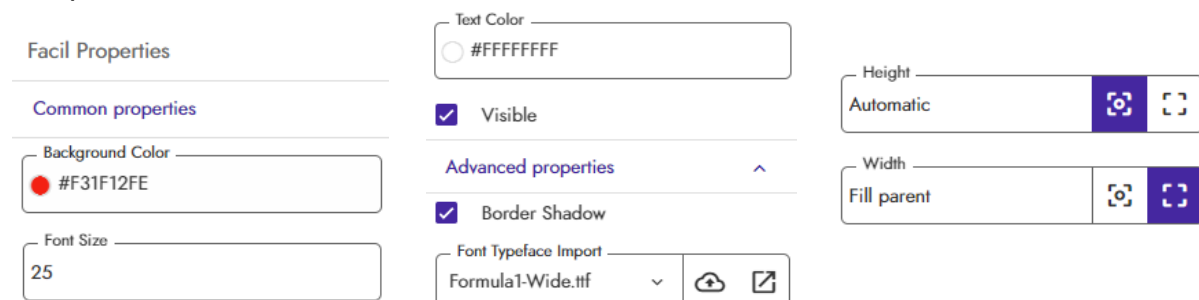 Facil Properties
Common properties
Background Color
#F31F12FE
Font Size
25
Text Color
#FFFFFFFF
Visible
Advanced properties
Border Shadow
Font Typeface Import
Formula1-Wide.ttf
Height
Automatic
Width
Fill parent